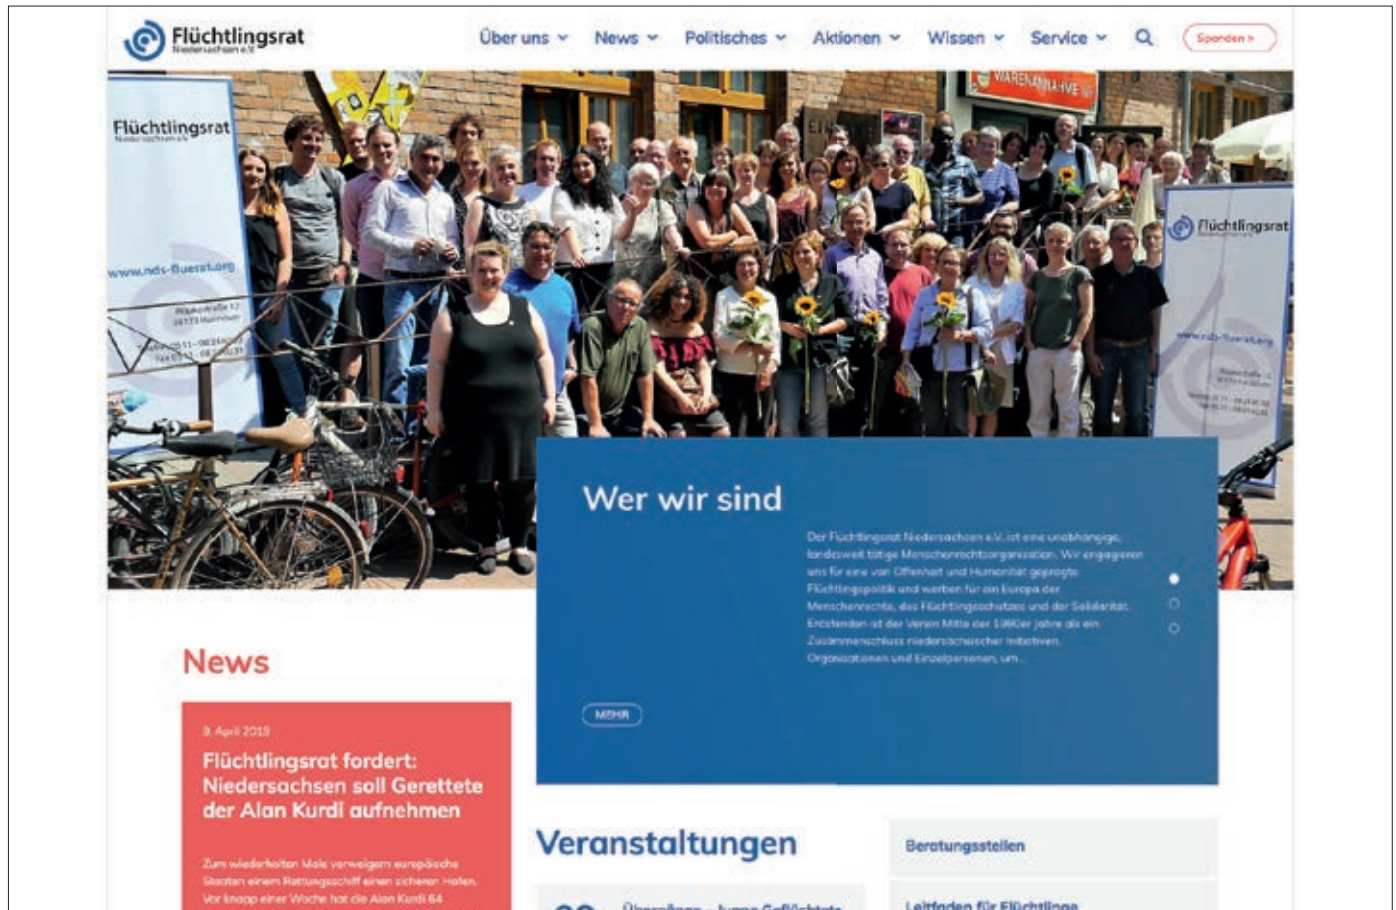 Flüchtlingsrat
Niedersachsen e.V.
Über uns
News
Politisches
Aktionen
Wissen
Service
Spenden >
WARENANNAHME
Flüchtlingsrat
Niedersachsen e.V.
www.nds-fluerat.org
Flüchtlingsrat
www.nds-fluerat.org
Wer wir sind
Der Flüchtlingsrat Niedersachsen e.V. ist eine unabhängige,
landesweit tätige Menschenrechtsorganisation. Wir engagieren
uns für eine von Offenheit und Humanität geprägte
Flüchtlingspolitik und werben für ein Europa der
Menschenrechte, des Flüchtlingsschutzes und der Solidarität.
Entstanden ist der Verein Mitte der 1980er Jahre als ein
Zusammenschluss niedersächsischer Initiativen,
Organisationen und Einzelpersonen, um...
MEHR
News
9. April 2019
Flüchtlingsrat fordert:
Niedersachsen soll Gerettete
der Alan Kurdi aufnehmen
Zum wiederholten Male verweigern europäische
Staaten einem Rettungsschiff einen sicheren Hafen.
Vor knapp einer Woche hat die Alan Kurdi 64
Veranstaltungen
Übergänge – Junge Geflüchtete
Beratungsstellen
Leitfaden für Flüchtlinge